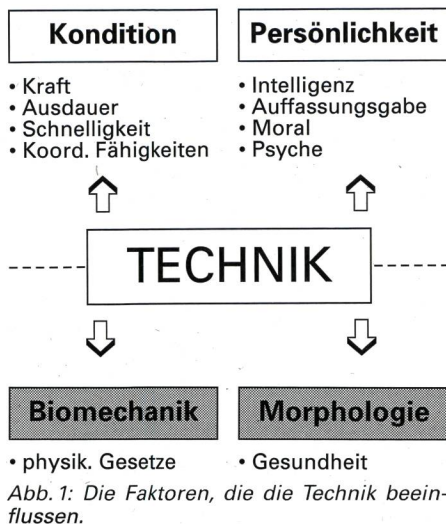 Kondition
Persönlichkeit
• Kraft
• Ausdauer
• Schnelligkeit
• Koord. Fähigkeiten
• Intelligenz
• Auffassungsgabe
• Moral
• Psyche
TECHNIK
Biomechanik
Morphologie
• physik. Gesetze
• Gesundheit
Abb. 1: Die Faktoren, die die Technik beein-
flussen.